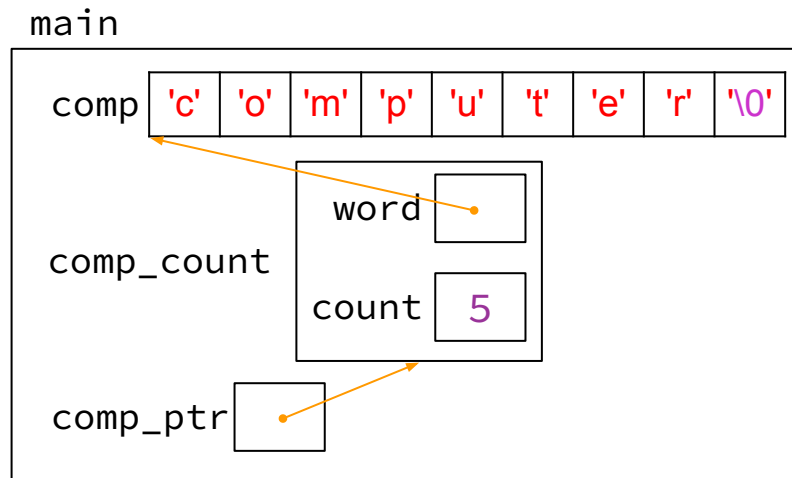 main
comp 'c' 'o' 'm' 'p' 'u' 't' 'e' 'r' '\0'
word
comp_count
count 5
comp_ptr